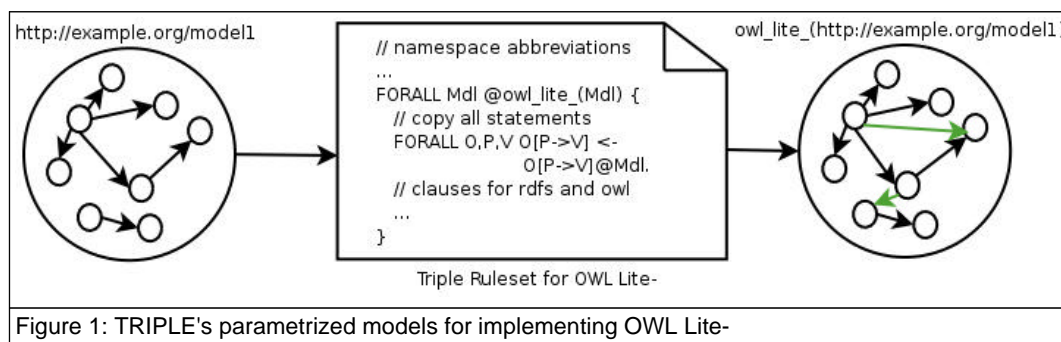 http://example.org/model1
owl_lite_(http://example.org/model1)
// namespace abbreviations
...
FORALL Mdl @owl_lite_(Mdl) {
// copy all statements
FORALL O,P,V O[P->V] <-
O[P->V]@Mdl.
// clauses for rdfs and owl
...
}
Triple Ruleset for OWL Lite-
Figure 1: TRIPLE's parametrized models for implementing OWL Lite-